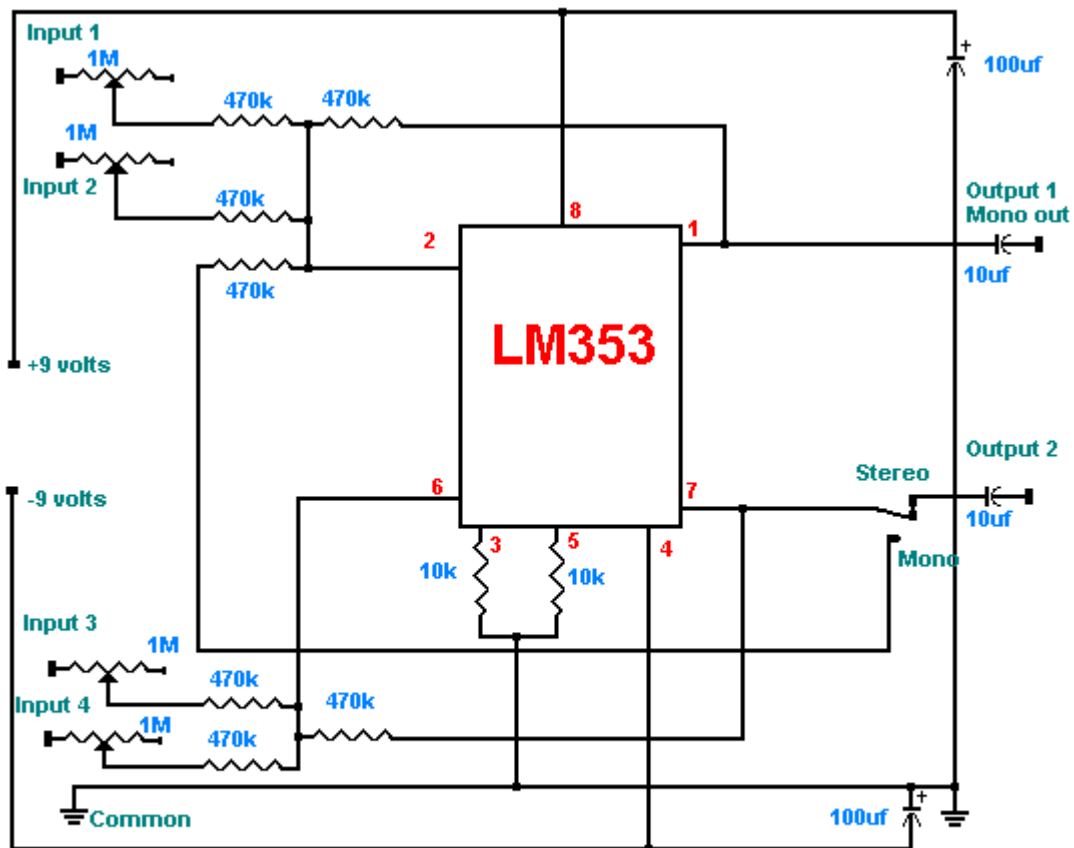 Input 1
1M
+
100uf
470k
470k
1M
Input 2
470k
Output 1
Mono out
8
2
1
10uf
470k
LM353
+9 volts
Output 2
Stereo
6
7
-9 volts
10uf
3
5
4
Mono
10k
10k
Input 3
1M
470k
470k
Input 4
1M
470k
+
100uf
Common